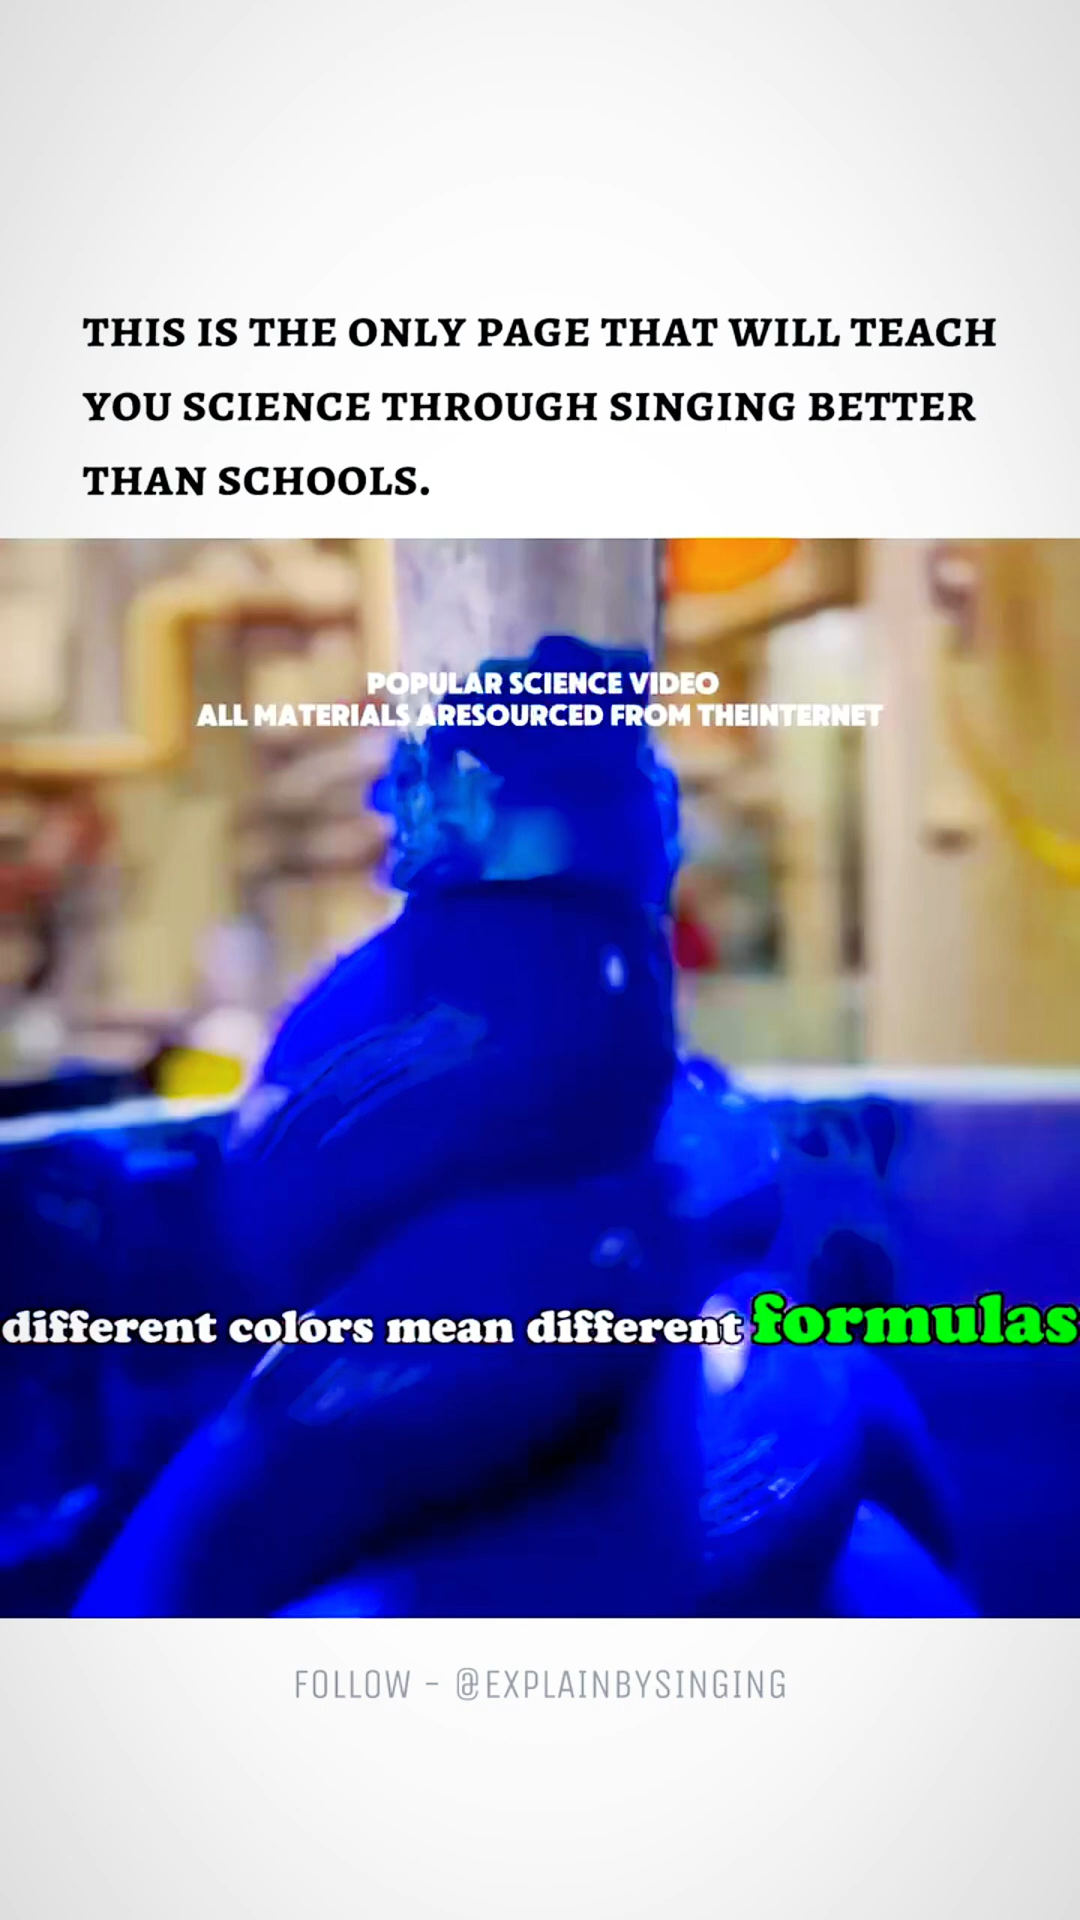 THIS IS THE ONLY PAGE THAT WILL TEACH
YOU SCIENCE THROUGH SINGING BETTER
THAN SCHOOLS.
POPULAR SCIENCE VIDEO
ALL MATERIALS ARESOURCED FROM THEINTERNET
different colors mean different formulas
FOLLOW - @EXPLAINBYSINGING